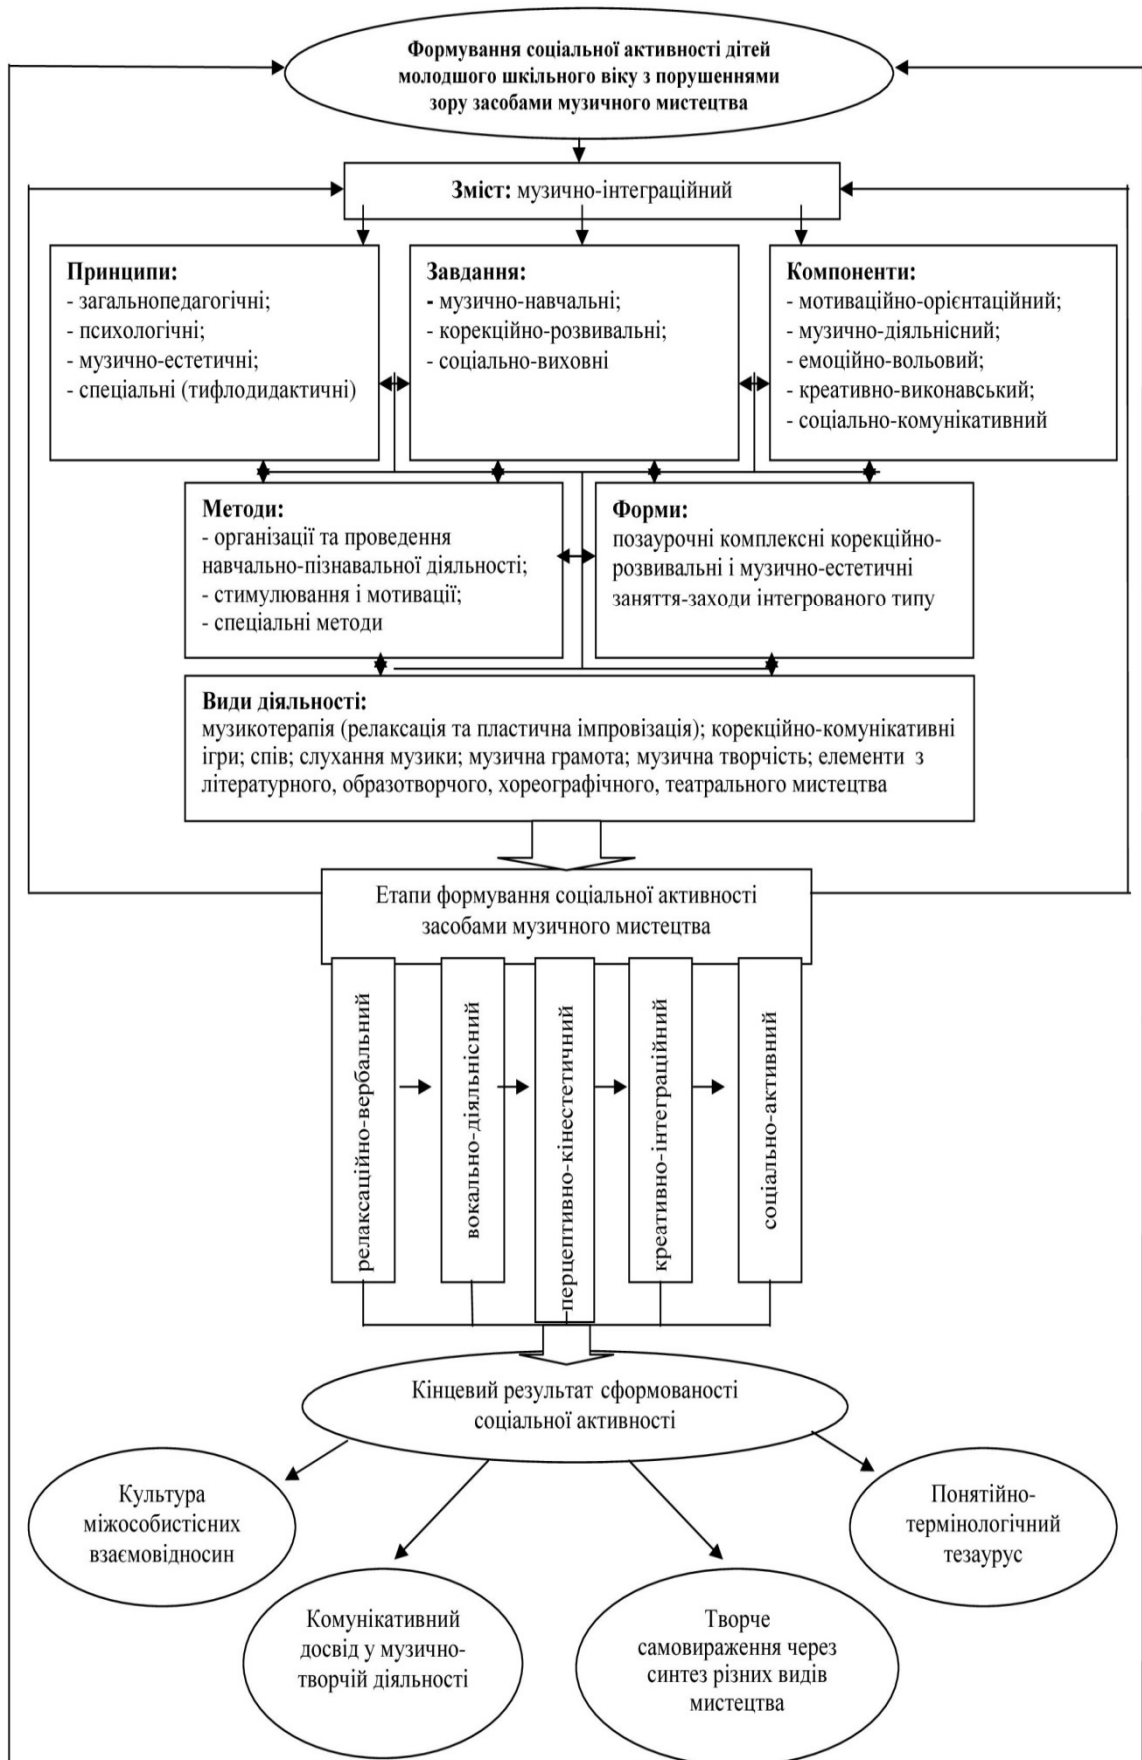 Формування соціальної активності дітей
молодшого шкільного віку з порушеннями
зору засобами музичного мистецтва
Зміст: музично-інтеграційний
Принципи:
- загальнопедагогічні;
- психологічні;
- музично-естетичні;
- спеціальні (тифлодидактичні)
Завдання:
- музично-навчальні;
- корекційно-розвивальні;
- соціально-виховні
Компоненти:
- мотиваційно-орієнтаційний;
- музично-діяльнісний;
- емоційно-вольовий;
- креативно-виконавський;
- соціально-комунікативний
Методи:
- організації та проведення
навчально-пізнавальної діяльності;
- стимулювання і мотивації;
- спеціальні методи
Форми:
позаурочні комплексні корекційно-
розвивальні і музично-естетичні
заняття-заходи інтегрованого типу
Види діяльності:
музикотерапія (релаксація та пластична імпровізація); корекційно-комунікативні
ігри; спів; слухання музики; музична грамота; музична творчість; елементи з
літературного, образотворчого, хореографічного, театрального мистецтва
Етапи формування соціальної активності
засобами музичного мистецтва
релаксаційно-вербальний
вокально-діяльнісний
перцептивно-кінестетичний
креативно-інтеграційний
соціально-активний
Кінцевий результат сформованості
соціальної активності
Культура
міжособистісних
взаємовідносин
Комунікативний
досвід у музично-
творчій діяльності
Творче
самовираження через
синтез різних видів
мистецтва
Понятійно-
термінологічний
тезаурус